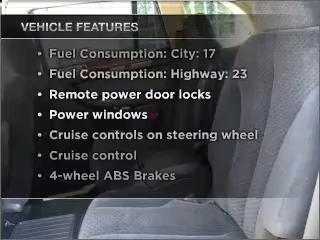 VEHICLE FEATURES
• Fuel Consumption: City: 17
• Fuel Consumption: Highway: 23
• Remote power door locks
• Power windows
• Cruise controls on steering wheel
• Cruise control
• 4-wheel ABS Brakes